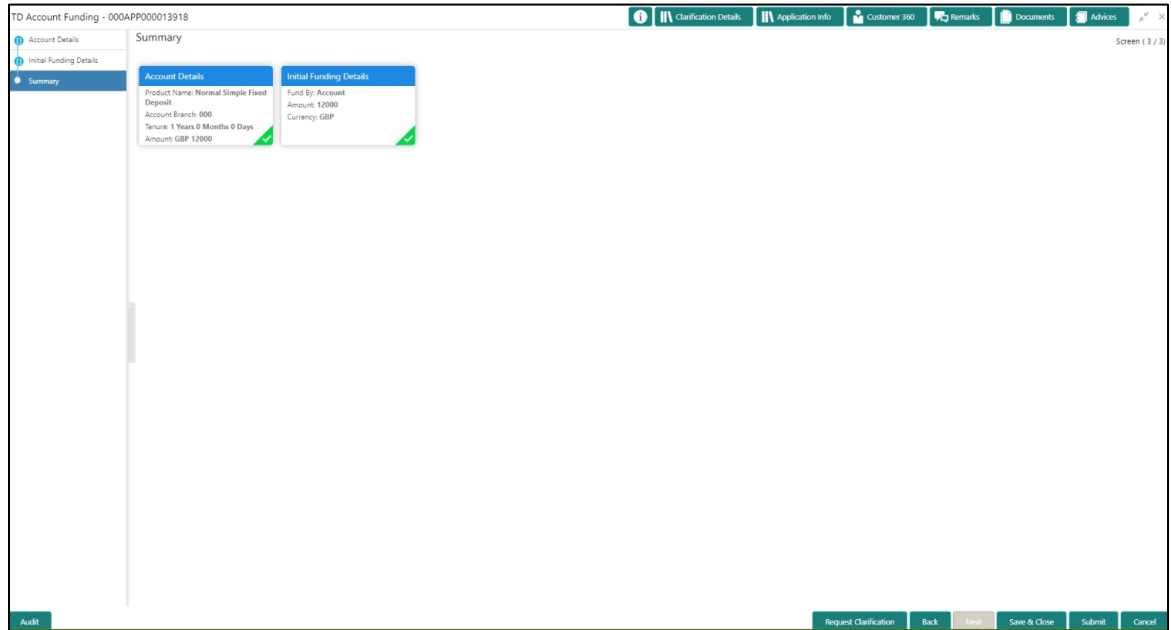 TD Account Funding - 000APP000013918
Clarification Details
Application Info
Customer 360
Remarks
Documents
Advices
Account Details
Initial Funding Details
Summary
Summary
Screen ( 3 / 3)
Account Details
Product Name: Normal Simple Fixed
Deposit
Account Branch: 000
Tenure: 1 Years 0 Months 0 Days
Amount: GBP 12000
Initial Funding Details
Fund By: Account
Amount: 12000
Currency: GBP
Audit
Request Clarification
Back
Next
Save & Close
Submit
Cancel